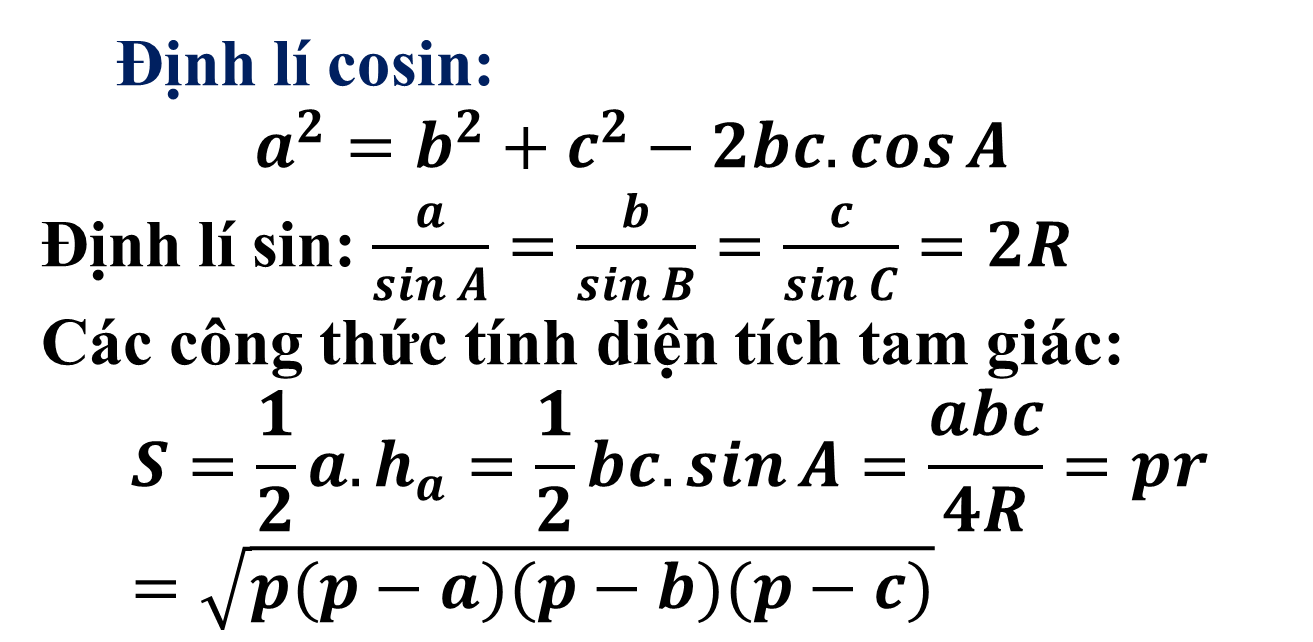 Định lí cosin:
a² = b² + c² − 2bc.cos A
Định lí sin: a/sin A = b/sin B = c/sin C = 2R
Các công thức tính diện tích tam giác:
S = 1/2 a.hₐ = 1/2 bc.sin A = abc/4R = pr
= √p(p − a)(p − b)(p − c)